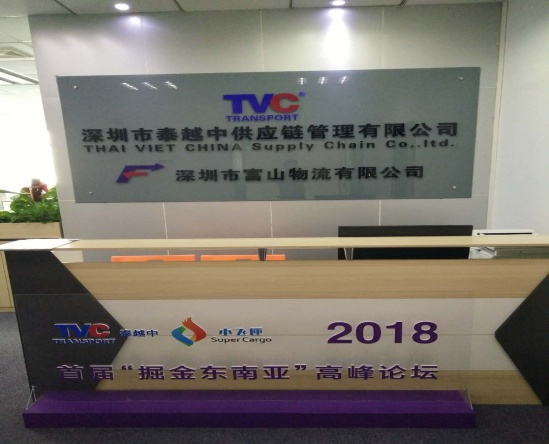 TVC®
TRANSPORT
深圳市泰越中供应链管理有限公司
THAI VIET CHINA Supply Chain Co.,ltd.
深圳市富山物流有限公司
TVC 泰越中 小飞匣 2018
TRANSPORT Super Cargo
首届“掘金东南亚”高峰论坛